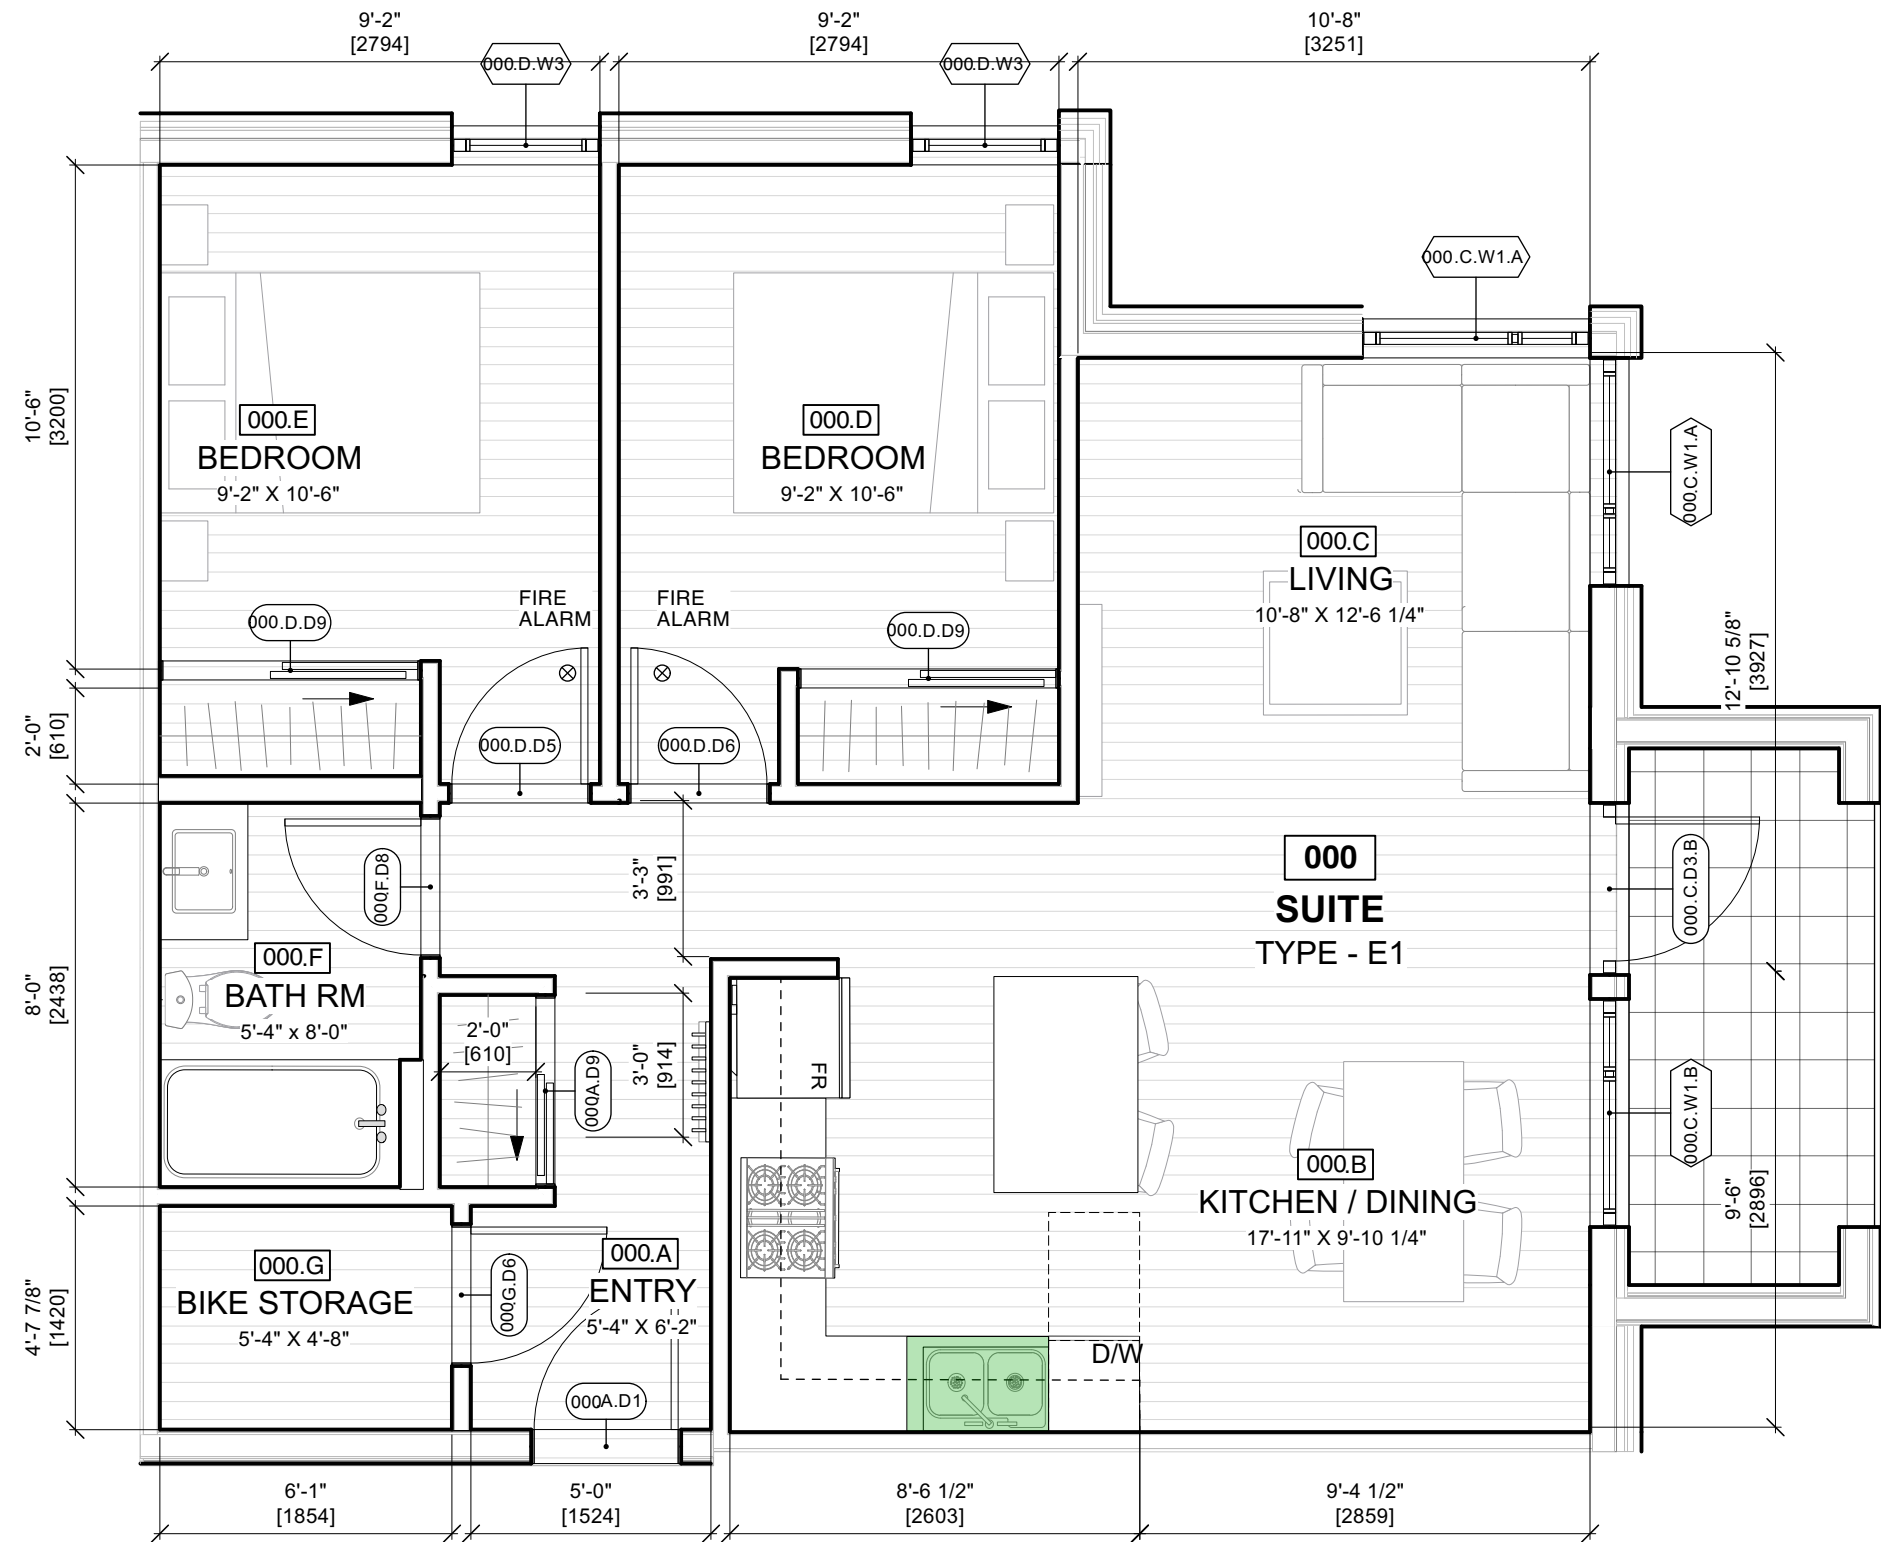 9'-2"
[2794]
9'-2"
[2794]
10'-8"
[3251]
000.D.W3
000.D.W3
000.C.W1.A
10'-6"
[3200]
000.E
BEDROOM
9'-2" X 10'-6"
000.D
BEDROOM
9'-2" X 10'-6"
000.C.W1.A
000.C
LIVING
10'-8" X 12'-6 1/4"
FIRE
ALARM
FIRE
ALARM
000.D.D9
000.D.D9
12'-10 5/8"
[3927]
2'-0"
[610]
000.D.D5
000.D.D6
000.F.D8
3'-3"
[991]
000
SUITE
TYPE - E1
000.C.D3.B
8'-0"
[2438]
000.F
BATH RM
5'-4" x 8'-0"
2'-0"
[610]
000A.D9
3'-0"
[914]
FR
000.C.W1.B
000.B
KITCHEN / DINING
17'-11" X 9'-10 1/4"
9'-6"
[2896]
4'-7 7/8"
[1420]
000.G
BIKE STORAGE
5'-4" X 4'-8"
000.G.D6
000.A
ENTRY
5'-4" X 6'-2"
D/W
000A.D1
6'-1"
[1854]
5'-0"
[1524]
8'-6 1/2"
[2603]
9'-4 1/2"
[2859]